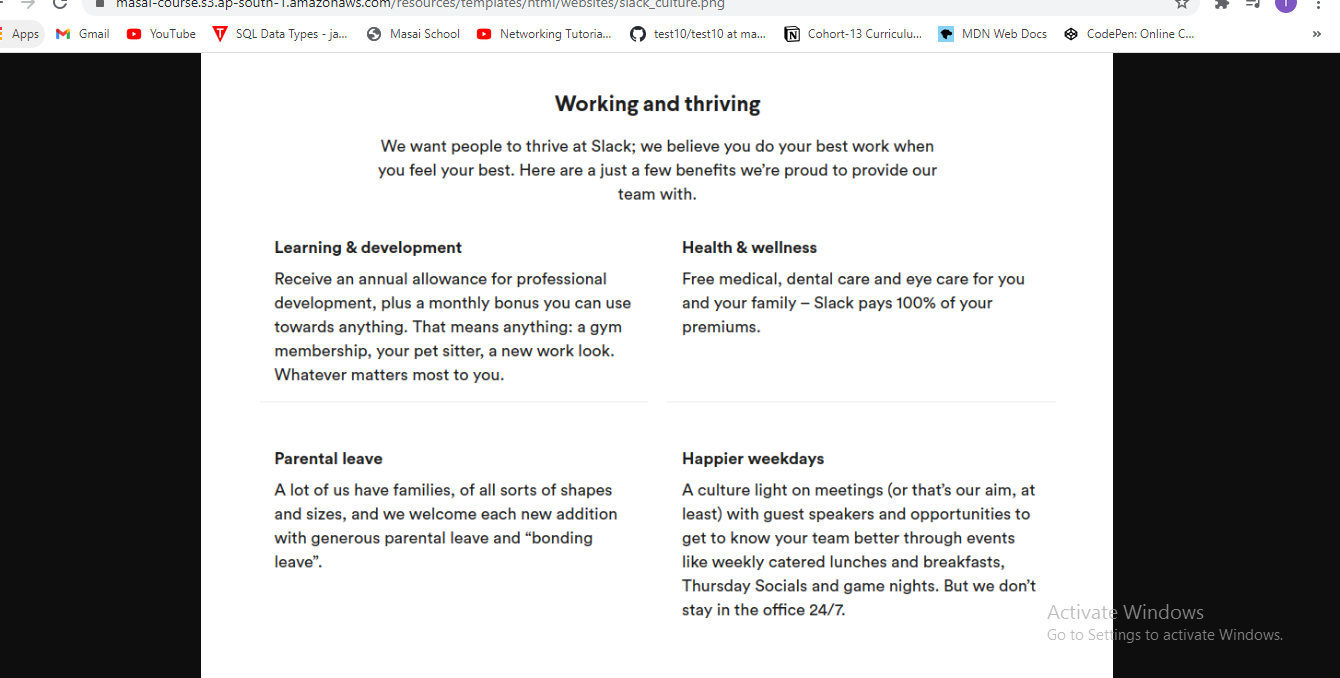 masai-course.s3.ap-south-1.amazonaws.com/resources/templates/html/websites/slack_culture.png
Apps Gmail YouTube SQL Data Types - ja... Masai School Networking Tutoria... test10/test10 at ma... Cohort-13 Curriculu... MDN Web Docs CodePen: Online C... »
Working and thriving
We want people to thrive at Slack; we believe you do your best work when
you feel your best. Here are a just a few benefits we’re proud to provide our
team with.
Learning & development
Receive an annual allowance for professional
development, plus a monthly bonus you can use
towards anything. That means anything: a gym
membership, your pet sitter, a new work look.
Whatever matters most to you.
Health & wellness
Free medical, dental care and eye care for you
and your family – Slack pays 100% of your
premiums.
Parental leave
A lot of us have families, of all sorts of shapes
and sizes, and we welcome each new addition
with generous parental leave and “bonding
leave”.
Happier weekdays
A culture light on meetings (or that’s our aim, at
least) with guest speakers and opportunities to
get to know your team better through events
like weekly catered lunches and breakfasts,
Thursday Socials and game nights. But we don’t
stay in the office 24/7.
Activate Windows
Go to Settings to activate Windows.